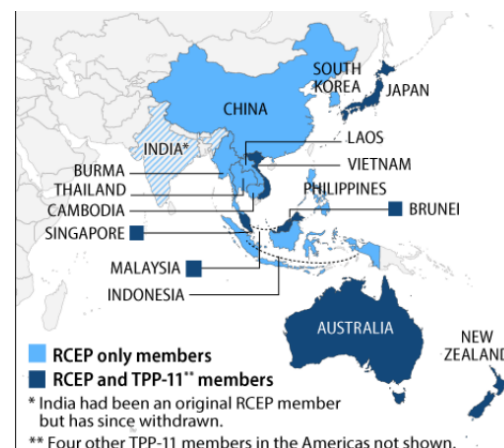 SOUTH
KOREA
JAPAN
CHINA
LAOS
INDIA*
VIETNAM
BURMA
THAILAND
PHILIPPINES
CAMBODIA
BRUNEI
SINGAPORE
MALAYSIA
INDONESIA
AUSTRALIA
NEW
ZEALAND
RCEP only members
RCEP and TPP-11** members
* India had been an original RCEP member
but has since withdrawn.
** Four other TPP-11 members in the Americas not shown.